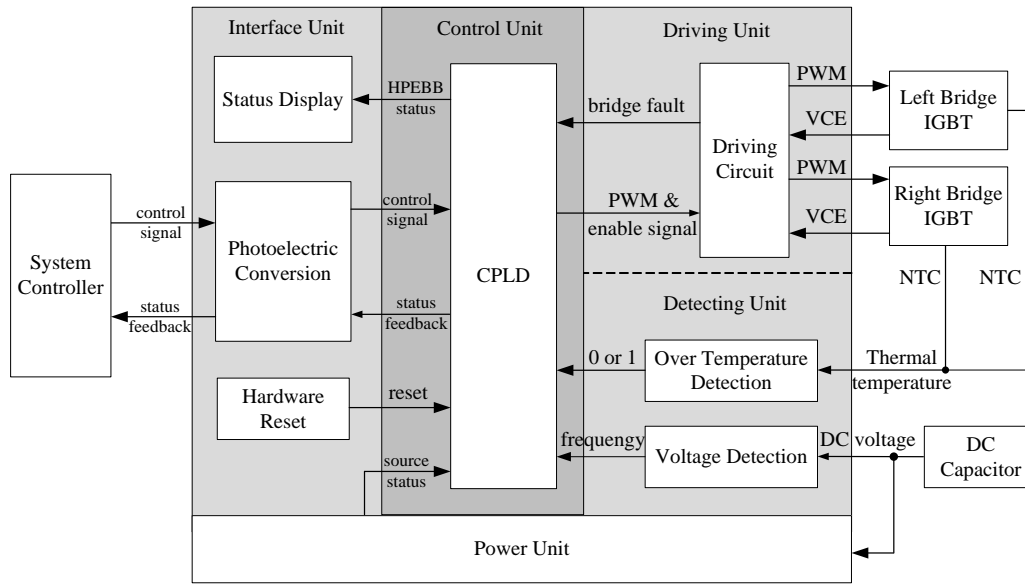 Interface Unit
Control Unit
Driving Unit
Status Display
HPEBB
status
bridge fault
Driving
Circuit
PWM
VCE
Left Bridge
IGBT
PWM
VCE
Right Bridge
IGBT
System
Controller
control
signal
status
feedback
Photoelectric
Conversion
control
signal
status
feedback
CPLD
PWM &
enable signal
NTC
NTC
Detecting Unit
0 or 1
Over Temperature
Detection
Thermal
temperature
Hardware
Reset
reset
frequengy
Voltage Detection
DC voltage
DC
Capacitor
source
status
Power Unit